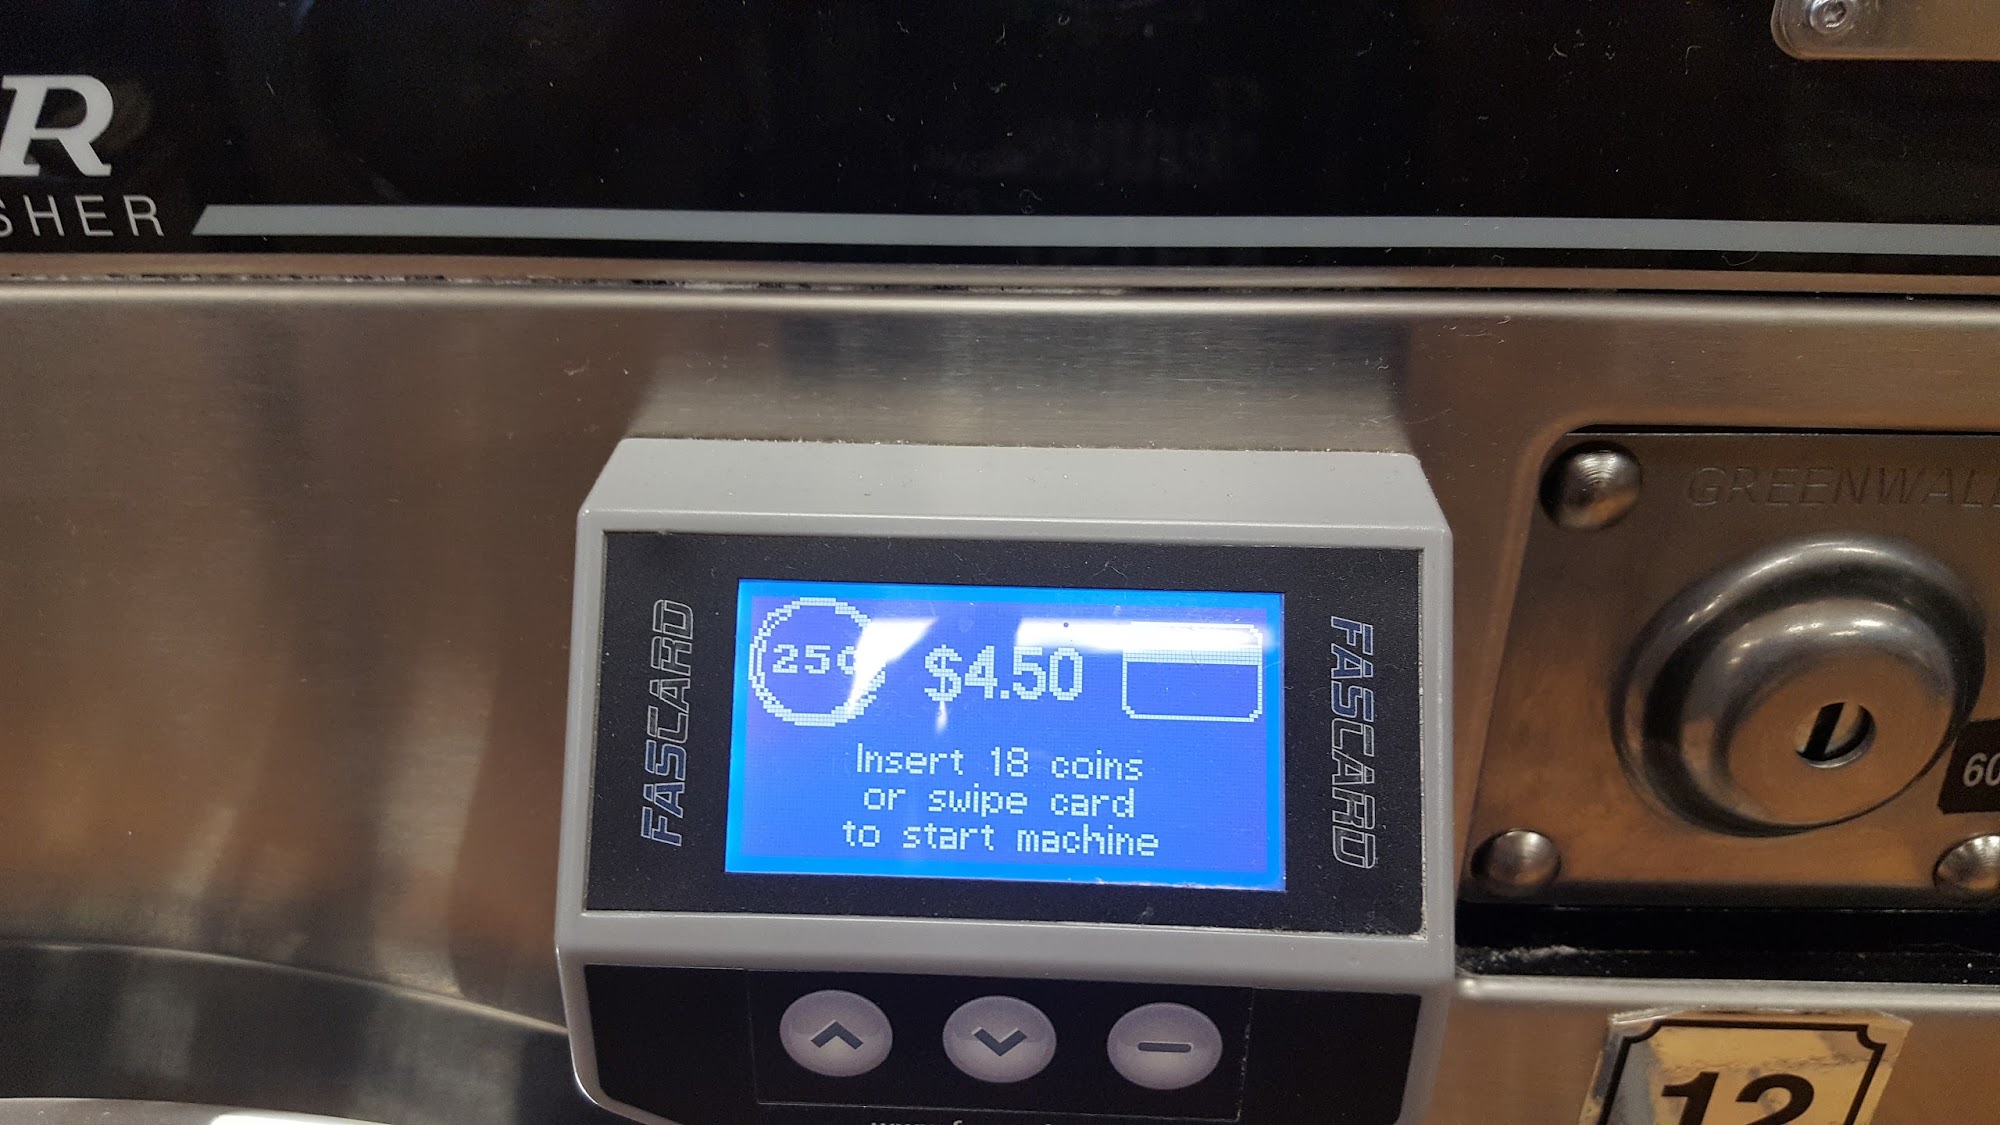 R
SHER
GREENWAL
FASCARD
25¢
$4.50
FASCARD
Insert 18 coins
or swipe card
to start machine
60
12